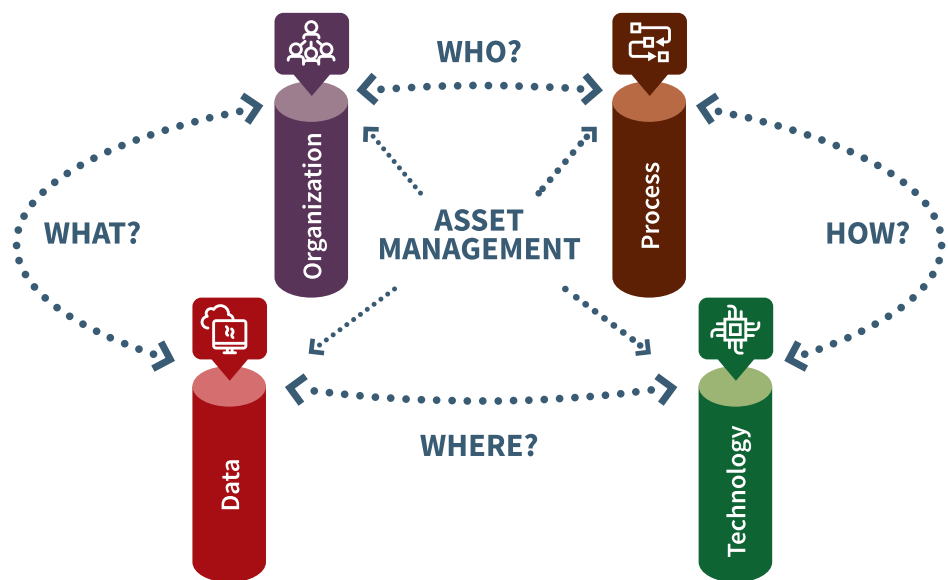 WHO?
Organization
Process
ASSET
MANAGEMENT
WHAT?
HOW?
WHERE?
Data
Technology